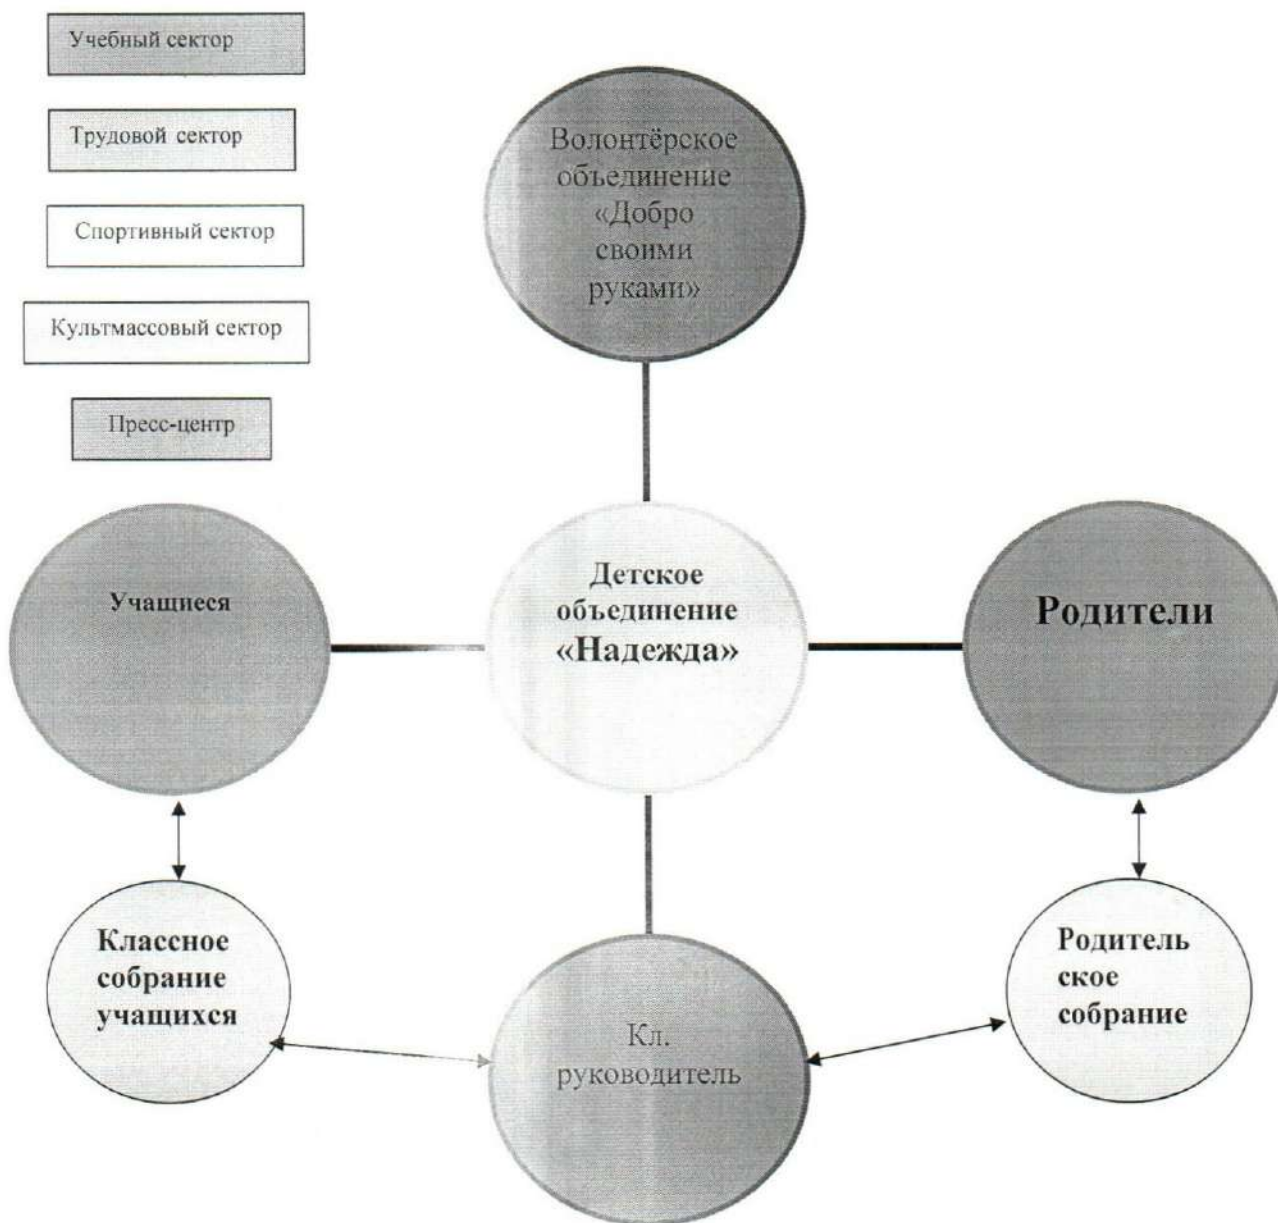 Учебный сектор
Трудовой сектор
Спортивный сектор
Культмассовый сектор
Пресс-центр
Волонтёрское
объединение
«Добро
своими
руками»
Учащиеся
Детское
объединение
«Надежда»
Родители
Классное
собрание
учащихся
Кл.
руководитель
Родитель
ское
собрание